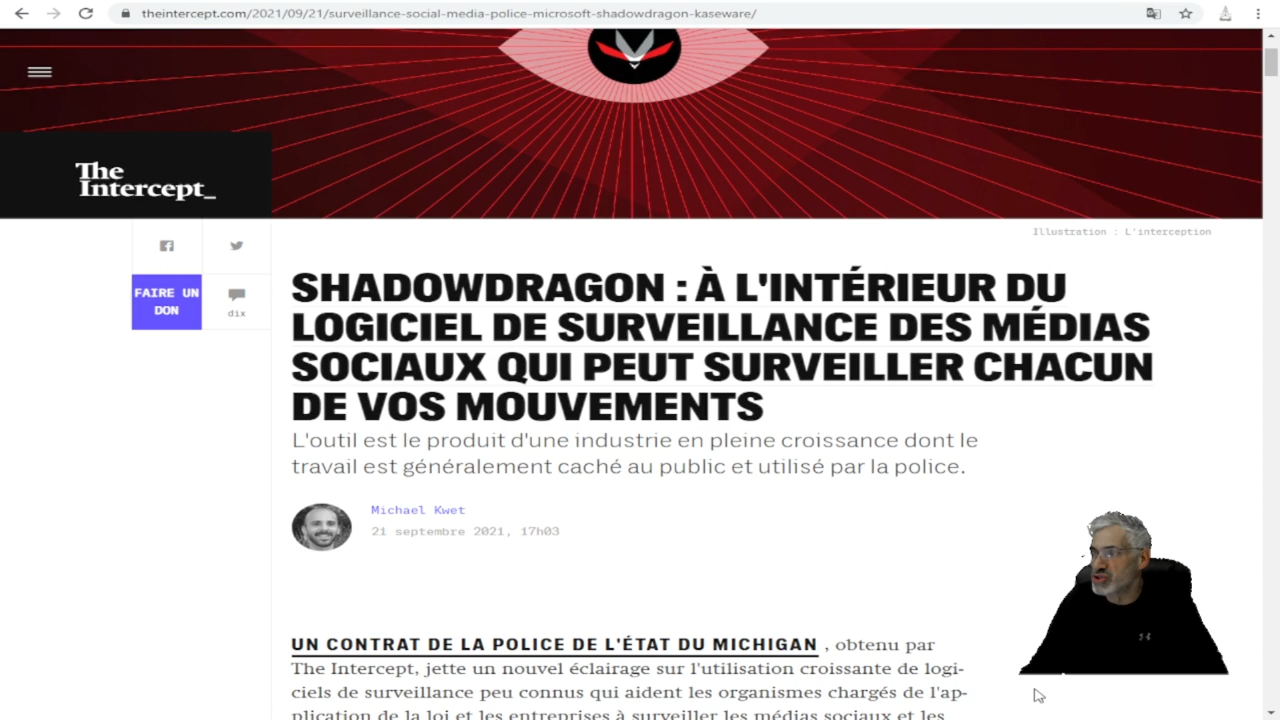 theintercept.com/2021/09/21/surveillance-social-media-police-microsoft-shadowdragon-kaseware/
The
Intercept_
Illustration : L'interception
FAIRE UN
DON
dix
SHADOWDRAGON : À L'INTÉRIEUR DU
LOGICIEL DE SURVEILLANCE DES MÉDIAS
SOCIAUX QUI PEUT SURVEILLER CHACUN
DE VOS MOUVEMENTS
L'outil est le produit d'une industrie en pleine croissance dont le
travail est généralement caché au public et utilisé par la police.
Michael Kwet
21 septembre 2021, 17h03
UN CONTRAT DE LA POLICE DE L'ÉTAT DU MICHIGAN , obtenu par
The Intercept, jette un nouvel éclairage sur l'utilisation croissante de logi-
ciels de surveillance peu connus qui aident les organismes chargés de l'ap-
plication de la loi et les entreprises à surveiller les médias sociaux et les